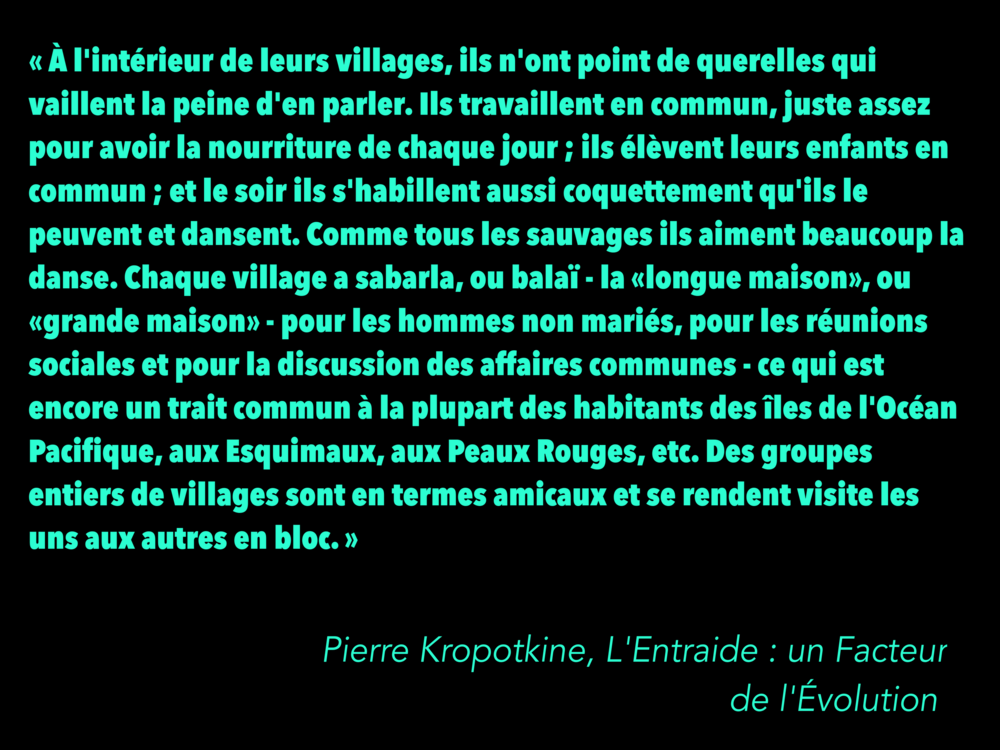 « À l'intérieur de leurs villages, ils n'ont point de querelles qui
vaillent la peine d'en parler. Ils travaillent en commun, juste assez
pour avoir la nourriture de chaque jour ; ils élèvent leurs enfants en
commun ; et le soir ils s'habillent aussi coquettement qu'ils le
peuvent et dansent. Comme tous les sauvages ils aiment beaucoup la
danse. Chaque village a sabarla, ou balaï - la «longue maison», ou
«grande maison» - pour les hommes non mariés, pour les réunions
sociales et pour la discussion des affaires communes - ce qui est
encore un trait commun à la plupart des habitants des îles de l'Océan
Pacifique, aux Esquimaux, aux Peaux Rouges, etc. Des groupes
entiers de villages sont en termes amicaux et se rendent visite les
uns aux autres en bloc. »
Pierre Kropotkine, L'Entraide : un Facteur
de l'Évolution